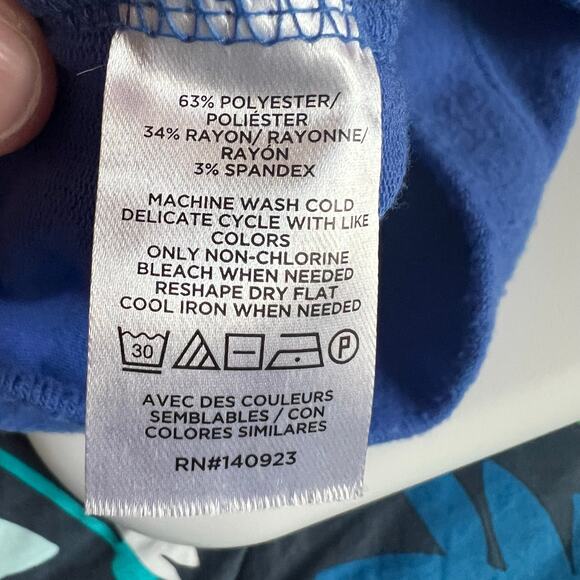 63% POLYESTER/
POLIÉSTER
34% RAYON/ RAYONNE/
RAYÓN
3% SPANDEX
MACHINE WASH COLD
DELICATE CYCLE WITH LIKE
COLORS
ONLY NON-CHLORINE
BLEACH WHEN NEEDED
RESHAPE DRY FLAT
COOL IRON WHEN NEEDED
30 P
AVEC DES COULEURS
SEMBLABLES / CON
COLORES SIMILARES
RN#140923